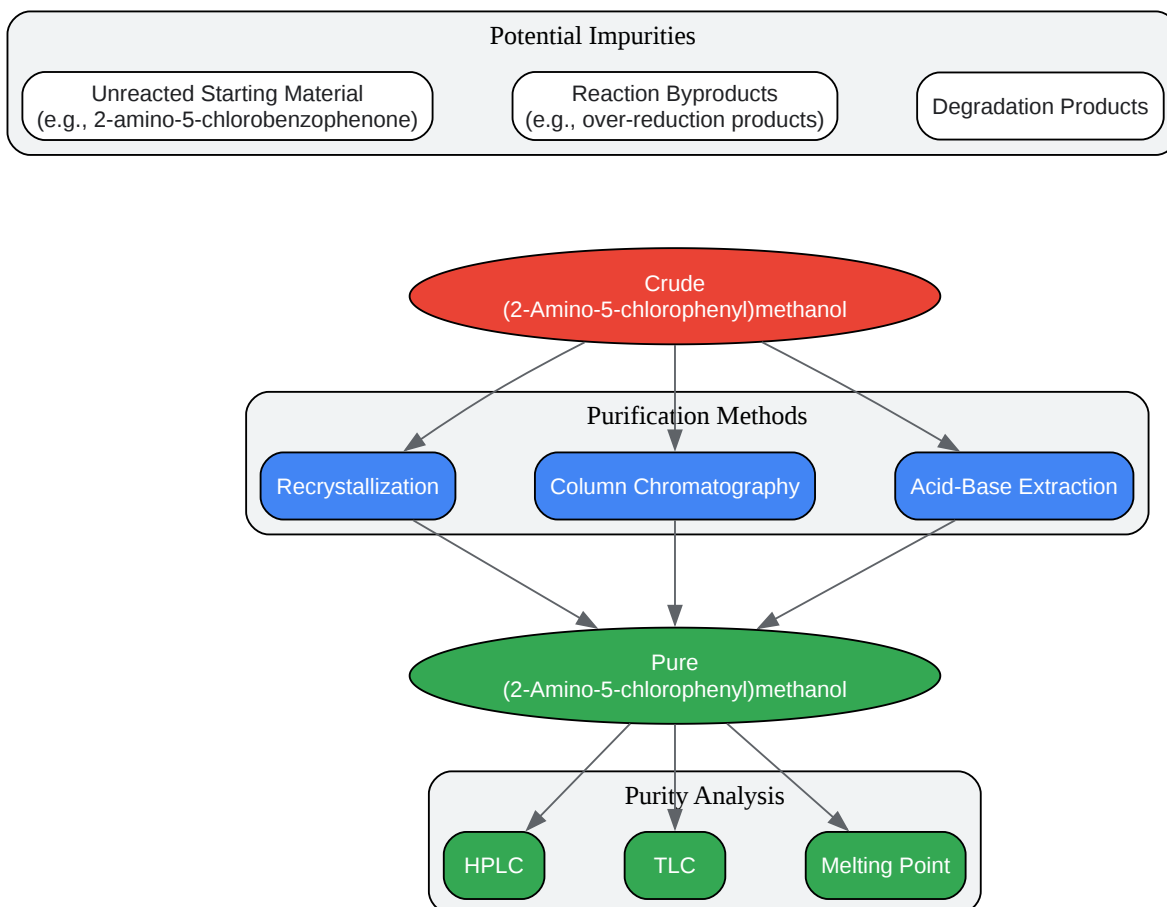 Potential Impurities
Unreacted Starting Material
(e.g., 2-amino-5-chlorobenzophenone)
Reaction Byproducts
(e.g., over-reduction products)
Degradation Products
Crude
(2-Amino-5-chlorophenyl)methanol
Purification Methods
Recrystallization
Column Chromatography
Acid-Base Extraction
Pure
(2-Amino-5-chlorophenyl)methanol
Purity Analysis
HPLC
TLC
Melting Point